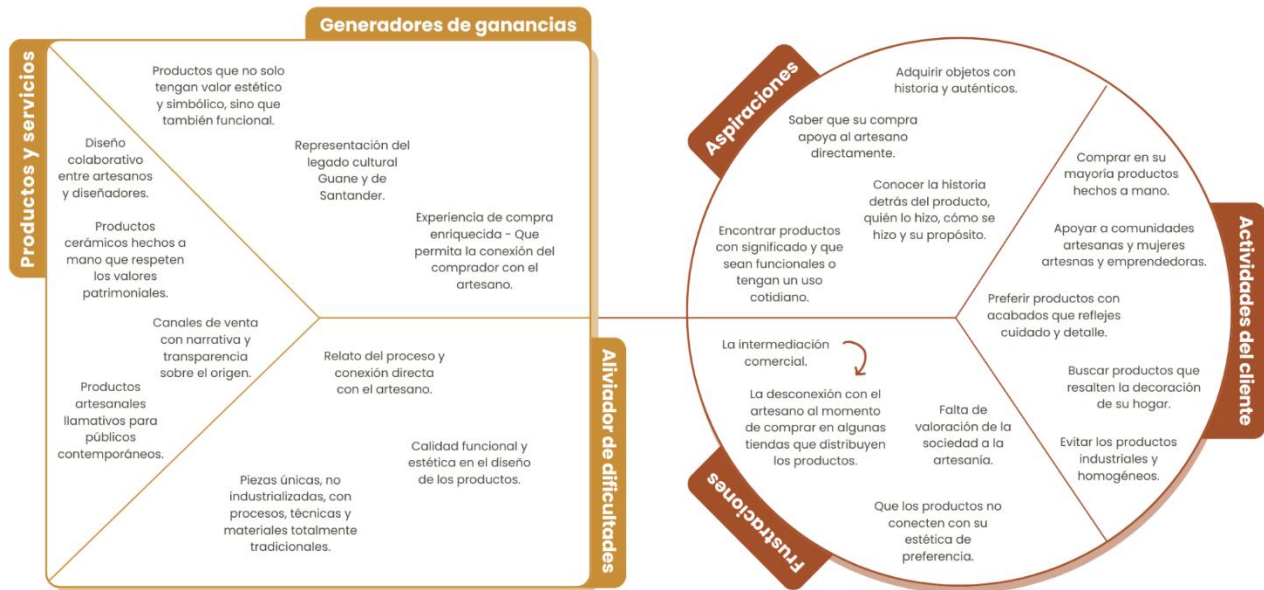 Generadores de ganancias
Productos y servicios
Productos que no solo
tengan valor estético
y simbólico, sino que
también funcional.
Diseño
colaborativo
entre artesanos
y diseñadores.
Representación del
legado cultural
Guane y de
Santander.
Productos
cerámicos hechos a
mano que respeten
los valores
patrimoniales.
Experiencia de compra
enriquecida - Que
permita la conexión del
comprador con el
artesano.
Canales de venta
con narrativa y
transparencia
sobre el origen.
Productos
artesanales
llamativos para
públicos
contemporáneos.
Aliviador de dificultades
Relato del proceso y
conexión directa
con el artesano.
Calidad funcional y
estética en el diseño
de los productos.
Piezas únicas, no
industrializadas, con
procesos, técnicas y
materiales totalmente
tradicionales.
Aspiraciones
Adquirir objetos con
historia y auténticos.
Saber que su compra
apoya al artesano
directamente.
Conocer la historia
detrás del producto,
quién lo hizo, cómo se
hizo y su propósito.
Encontrar productos
con significado y que
sean funcionales o
tengan un uso
cotidiano.
Actividades del cliente
Comprar en su
mayoría productos
hechos a mano.
Apoyar a comunidades
artesanas y mujeres
artesnas y emprendedoras.
Preferir productos con
acabados que reflejes
cuidado y detalle.
Buscar productos que
resalten la decoración
de su hogar.
Evitar los productos
industriales y
homogéneos.
Frustraciones
La intermediación
comercial.
La desconexión con el
artesano al momento
de comprar en algunas
tiendas que distribuyen
los productos.
Falta de
valoración de la
sociedad a la
artesanía.
Que los productos no
conecten con su
estética de
preferencia.